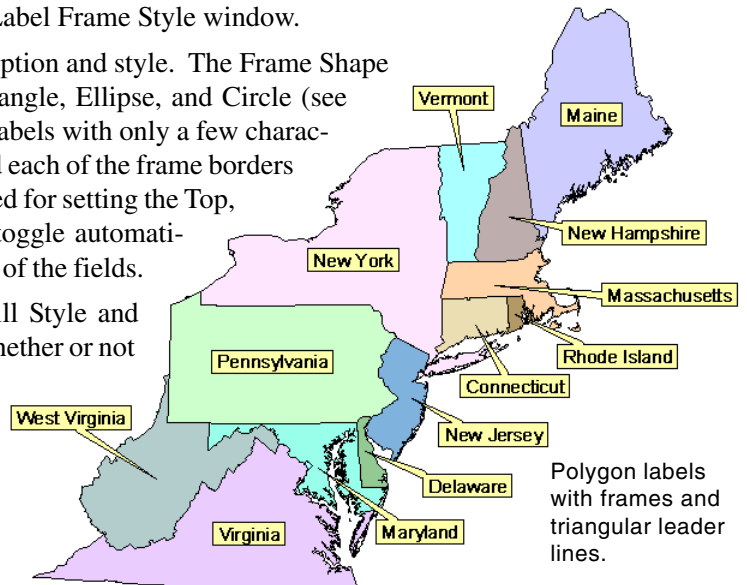 Label Frame Style window.
ption and style. The Frame Shape
angle, Ellipse, and Circle (see
abels with only a few charac-
d each of the frame borders
ed for setting the Top,
toggle automati-
of the fields.
ill Style and
hether or not
Vermont
Maine
New Hampshire
New York
Massachusetts
Rhode Island
Pennsylvania
Connecticut
West Virginia
New Jersey
Delaware
Maryland
Virginia
Polygon labels
with frames and
triangular leader
lines.